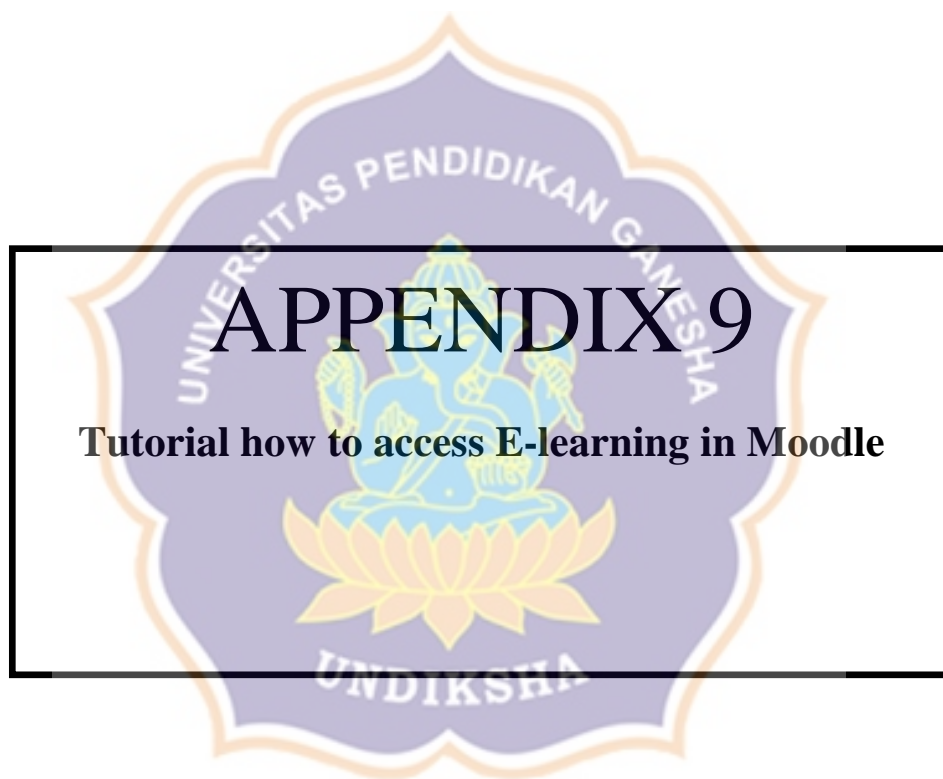 UNIVERSITAS PENDIDIKAN GANESHA
APPENDIX 9
Tutorial how to access E-learning in Moodle
UNDIKSHA